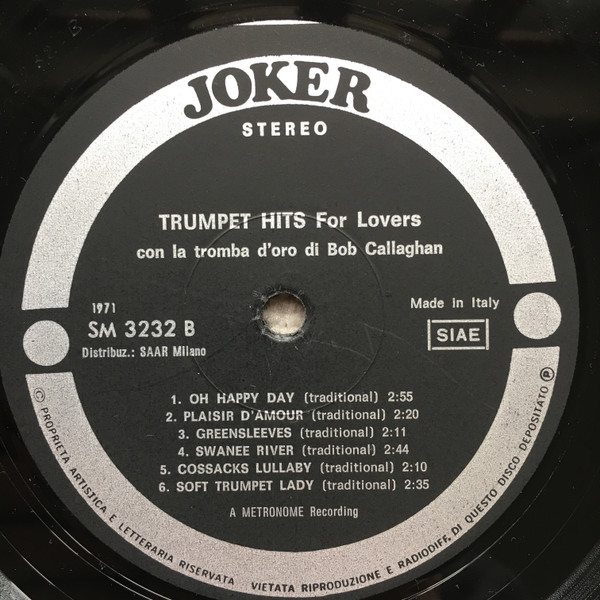 JOKER
STEREO
TRUMPET HITS For Lovers
con la tromba d'oro di Bob Callaghan
1971
SM 3232 B
Distribuz.: SAAR Milano
Made in Italy
SIAE
1. OH HAPPY DAY (traditional) 2:55
2. PLAISIR D'AMOUR (traditional) 2:20
3. GREENSLEEVES (traditional) 2:11
4. SWANEE RIVER (traditional) 2:44
5. COSSACKS LULLABY (traditional) 2:10
6. SOFT TRUMPET LADY (traditional) 2:35
A METRONOME Recording
© PROPRIETA ARTISTICA E LETTERARIA RISERVATA VIETATA RIPRODUZIONE E RADIODIFF. DI QUESTO DISCO DEPOSITATO ℗